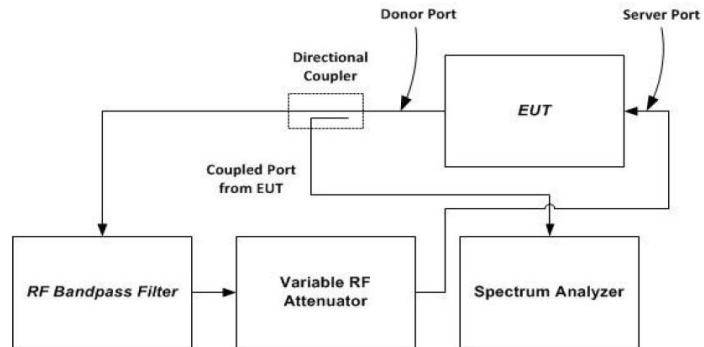 Donor Port
Server Port
Directional
Coupler
EUT
Coupled Port
from EUT
RF Bandpass Filter
Variable RF
Attenuator
Spectrum Analyzer